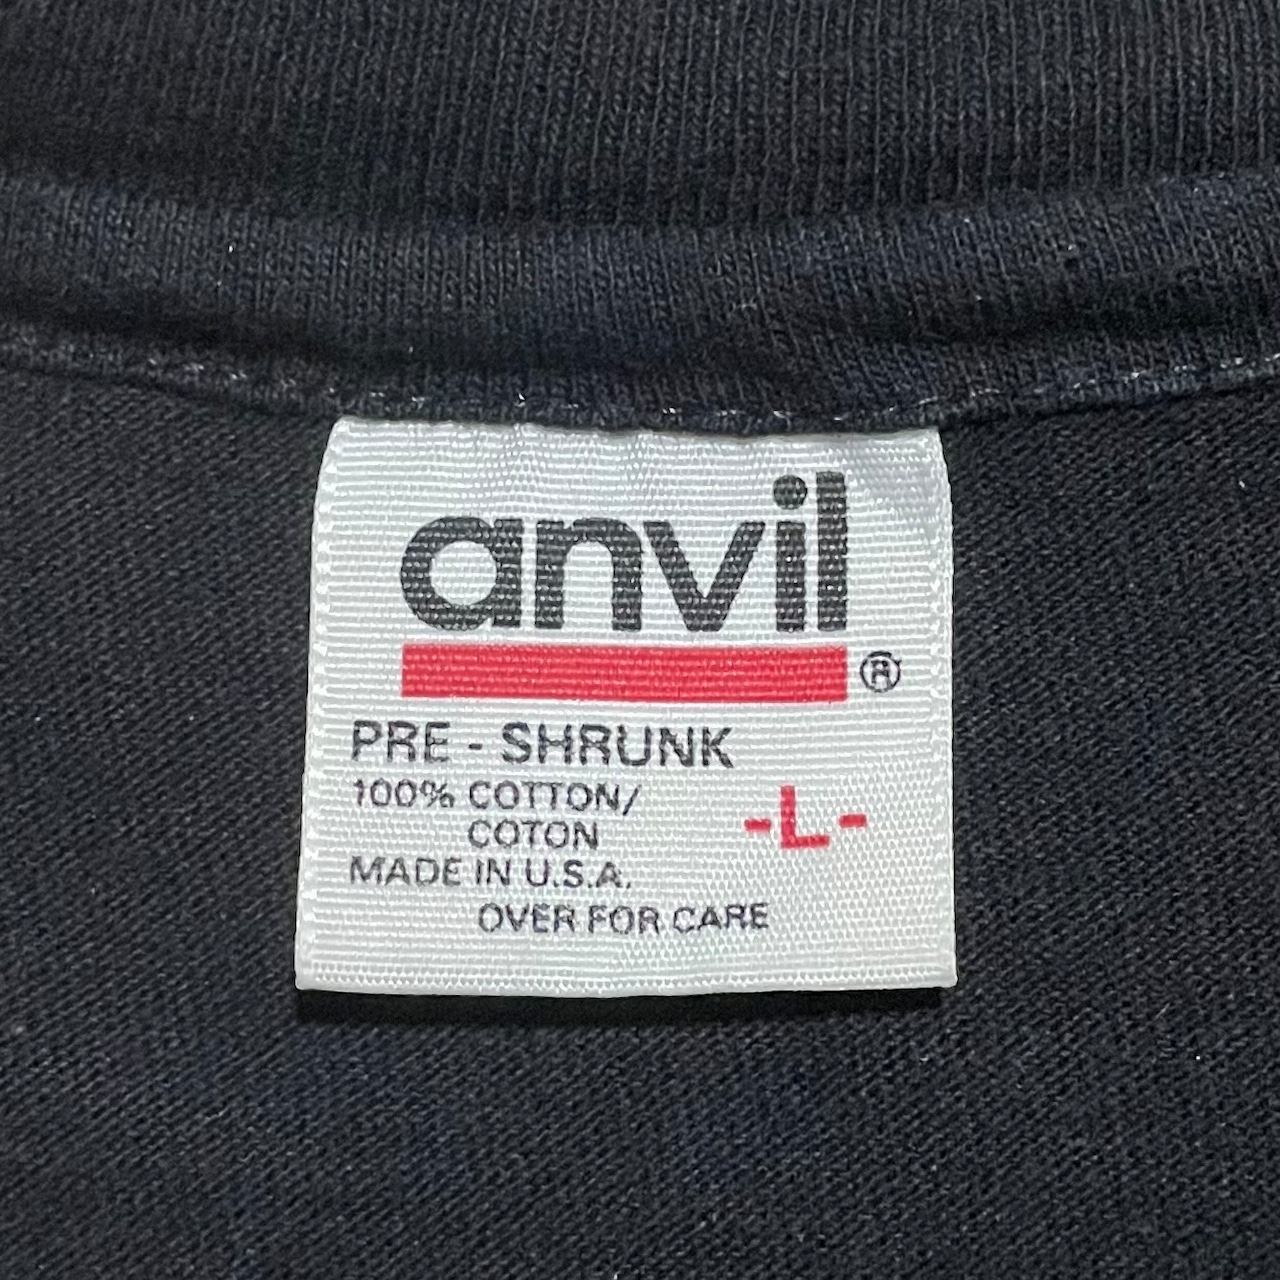 anvil
®
PRE - SHRUNK
100% COTTON/
COTON
-L-
MADE IN U.S.A.
OVER FOR CARE